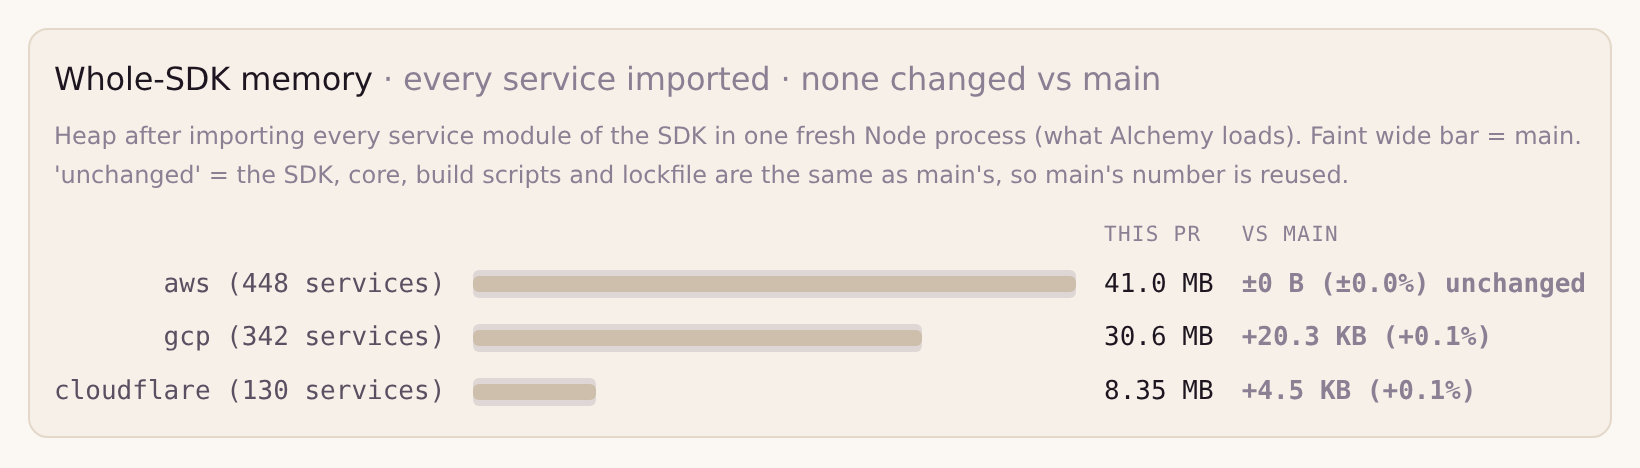 Whole-SDK memory · every service imported · none changed vs main
Heap after importing every service module of the SDK in one fresh Node process (what Alchemy loads). Faint wide bar = main.
'unchanged' = the SDK, core, build scripts and lockfile are the same as main's, so main's number is reused.
THIS PR VS MAIN
aws (448 services) 41.0 MB ±0 B (±0.0%) unchanged
gcp (342 services) 30.6 MB +20.3 KB (+0.1%)
cloudflare (130 services) 8.35 MB +4.5 KB (+0.1%)